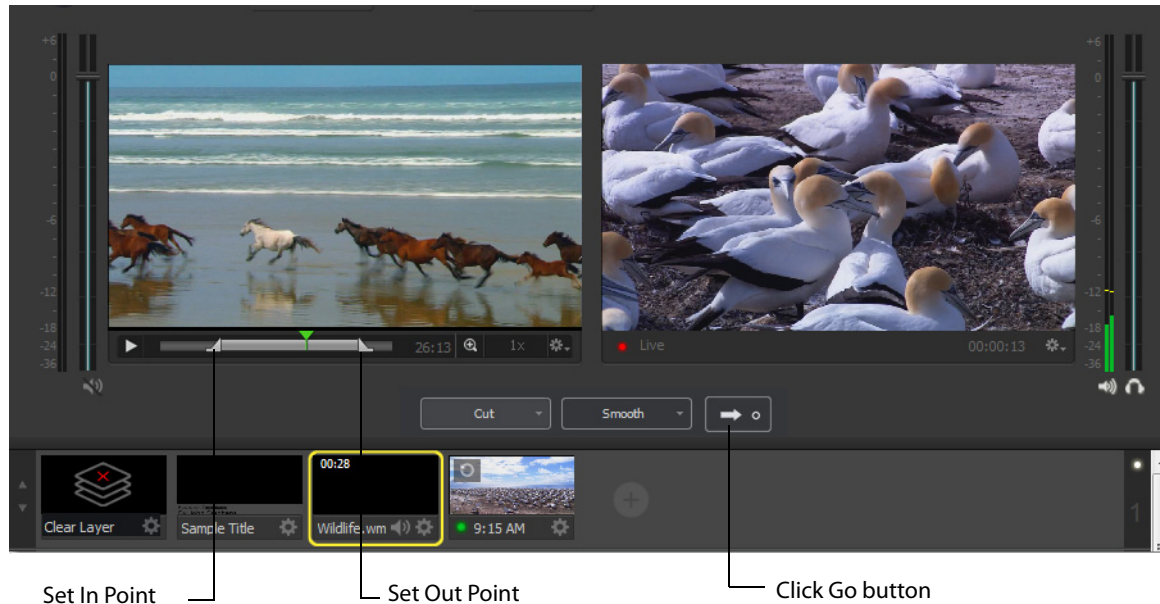 +6
0
-6
-12
-18
-24
-36
26:13
1x
Live
00:00:13
+6
0
-6
-12
-18
-24
-36
Cut
Smooth
Clear Layer
Sample Title
00:28
Wildlife.wm
9:15 AM
1
Set In Point
Set Out Point
Click Go button